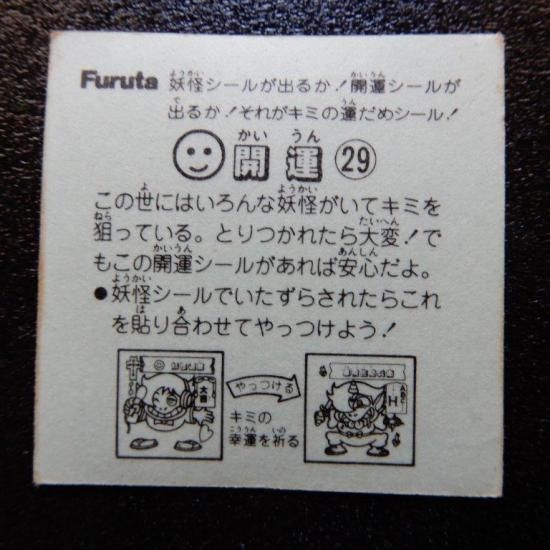 Furuta 妖怪シールが出るか！開運シールが
出るか！それがキミの運だめシール！
開運 29
この世にはいろんな妖怪がいてキミを
狙っている。とりつかれたら大変！で
もこの開運シールがあれば安心だよ。
●妖怪シールでいたずらされたらこれ
を貼り合わせてやっつけよう！
やっつける
キミの
幸運を祈る
大吉
H